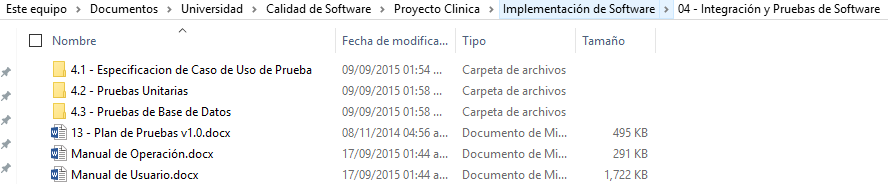 Este equipo > Documentos > Universidad > Calidad de Software > Proyecto Clinica > Implementación de Software > 04 - Integración y Pruebas de Software
Nombre Fecha de modifica... Tipo Tamaño
4.1 - Especificacion de Caso de Uso de Prueba 09/09/2015 01:54 ... Carpeta de archivos
4.2 - Pruebas Unitarias 09/09/2015 01:58 ... Carpeta de archivos
4.3 - Pruebas de Base de Datos 09/09/2015 01:58 ... Carpeta de archivos
13 - Plan de Pruebas v1.0.docx 08/11/2014 04:56 a... Documento de Mi... 495 KB
Manual de Operación.docx 17/09/2015 01:44 a... Documento de Mi... 291 KB
Manual de Usuario.docx 17/09/2015 01:44 a... Documento de Mi... 1,722 KB